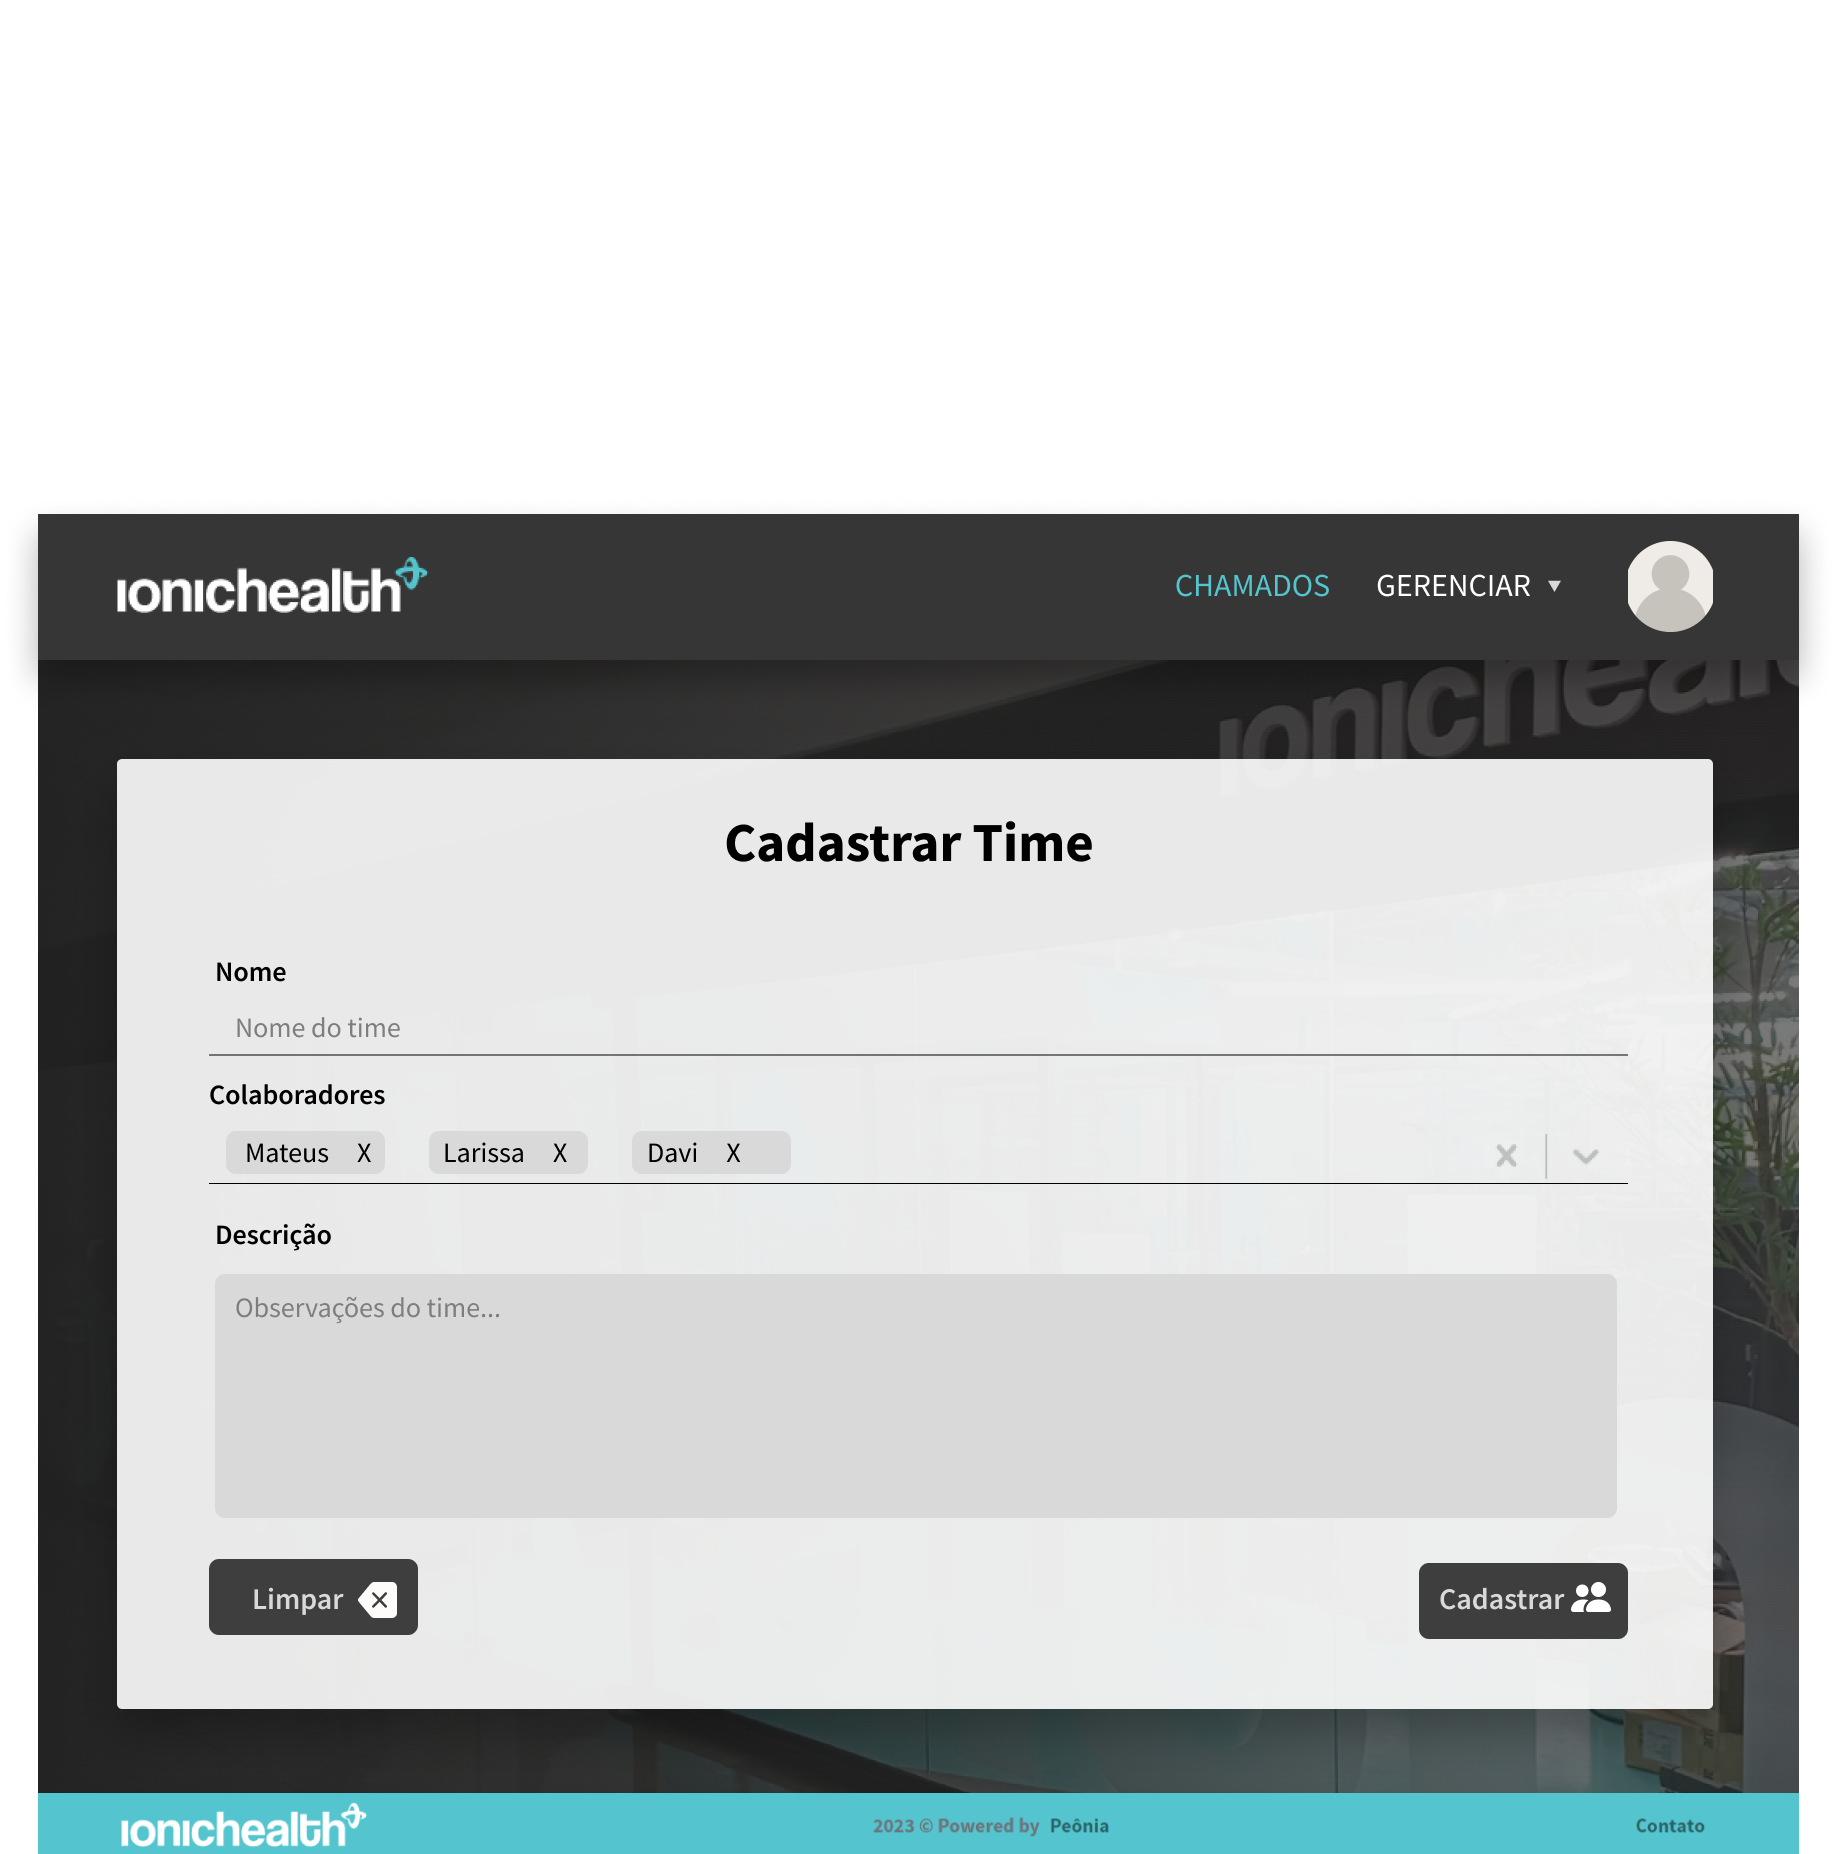 ıonıchealth
CHAMADOS GERENCIAR ▼
ıonıcheal
Cadastrar Time
Nome
Nome do time
Colaboradores
Mateus X Larissa X Davi X
Descrição
Observações do time...
Limpar
Cadastrar
ıonıchealth 2023 © Powered by Peônia Contato